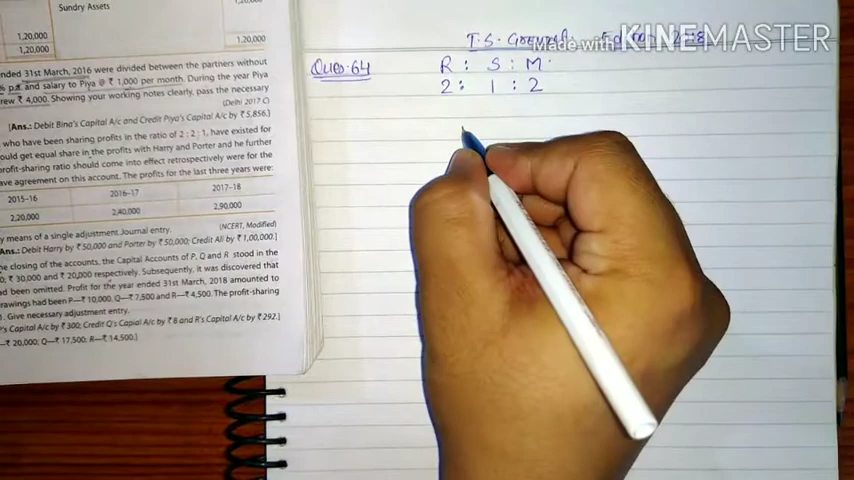 Sundry Assets
1,20,000
1,20,000
1,20,000
1,20,000
ended 31st March, 2016 were divided between the partners without
% p.a. and salary to Piya @ ₹ 1,000 per month. During the year Piya
rew ₹ 4,000. Showing your working notes clearly, pass the necessary
(Delhi 2017 C)
[Ans.: Debit Bina's Capital A/c and Credit Piya's Capital A/c by ₹ 5,856.]
who have been sharing profits in the ratio of 2 : 2 : 1, have existed for
ould get equal share in the profits with Harry and Porter and he further
profit-sharing ratio should come into effect retrospectively were for the
ave agreement on this account. The profits for the last three years were:
2015-16 2016-17 2017-18
2,20,000 2,40,000 2,90,000
y means of a single adjustment Journal entry.
(NCERT, Modified)
Ans.: Debit Harry by ₹ 50,000 and Porter by ₹ 50,000; Credit Ali by ₹ 1,00,000.]
he closing of the accounts, the Capital Accounts of P, Q and R stood in the
0, ₹ 30,000 and ₹ 20,000 respectively. Subsequently, it was discovered that
had been omitted. Profit for the year ended 31st March, 2018 amounted to
awings had been P—₹ 10,000, Q—₹ 7,500 and R—₹ 4,500. The profit-sharing
1. Give necessary adjustment entry.
P's Capital A/c by ₹ 300; Credit Q's Capial A/c by ₹ 8 and R's Capital A/c by ₹ 292.]
—₹ 20,000; Q—₹ 17,500; R—₹ 14,500.]
T.S. Grewal 2018
Made with KINEMASTER
Ques. 64
R : S : M
2 : 1 : 2